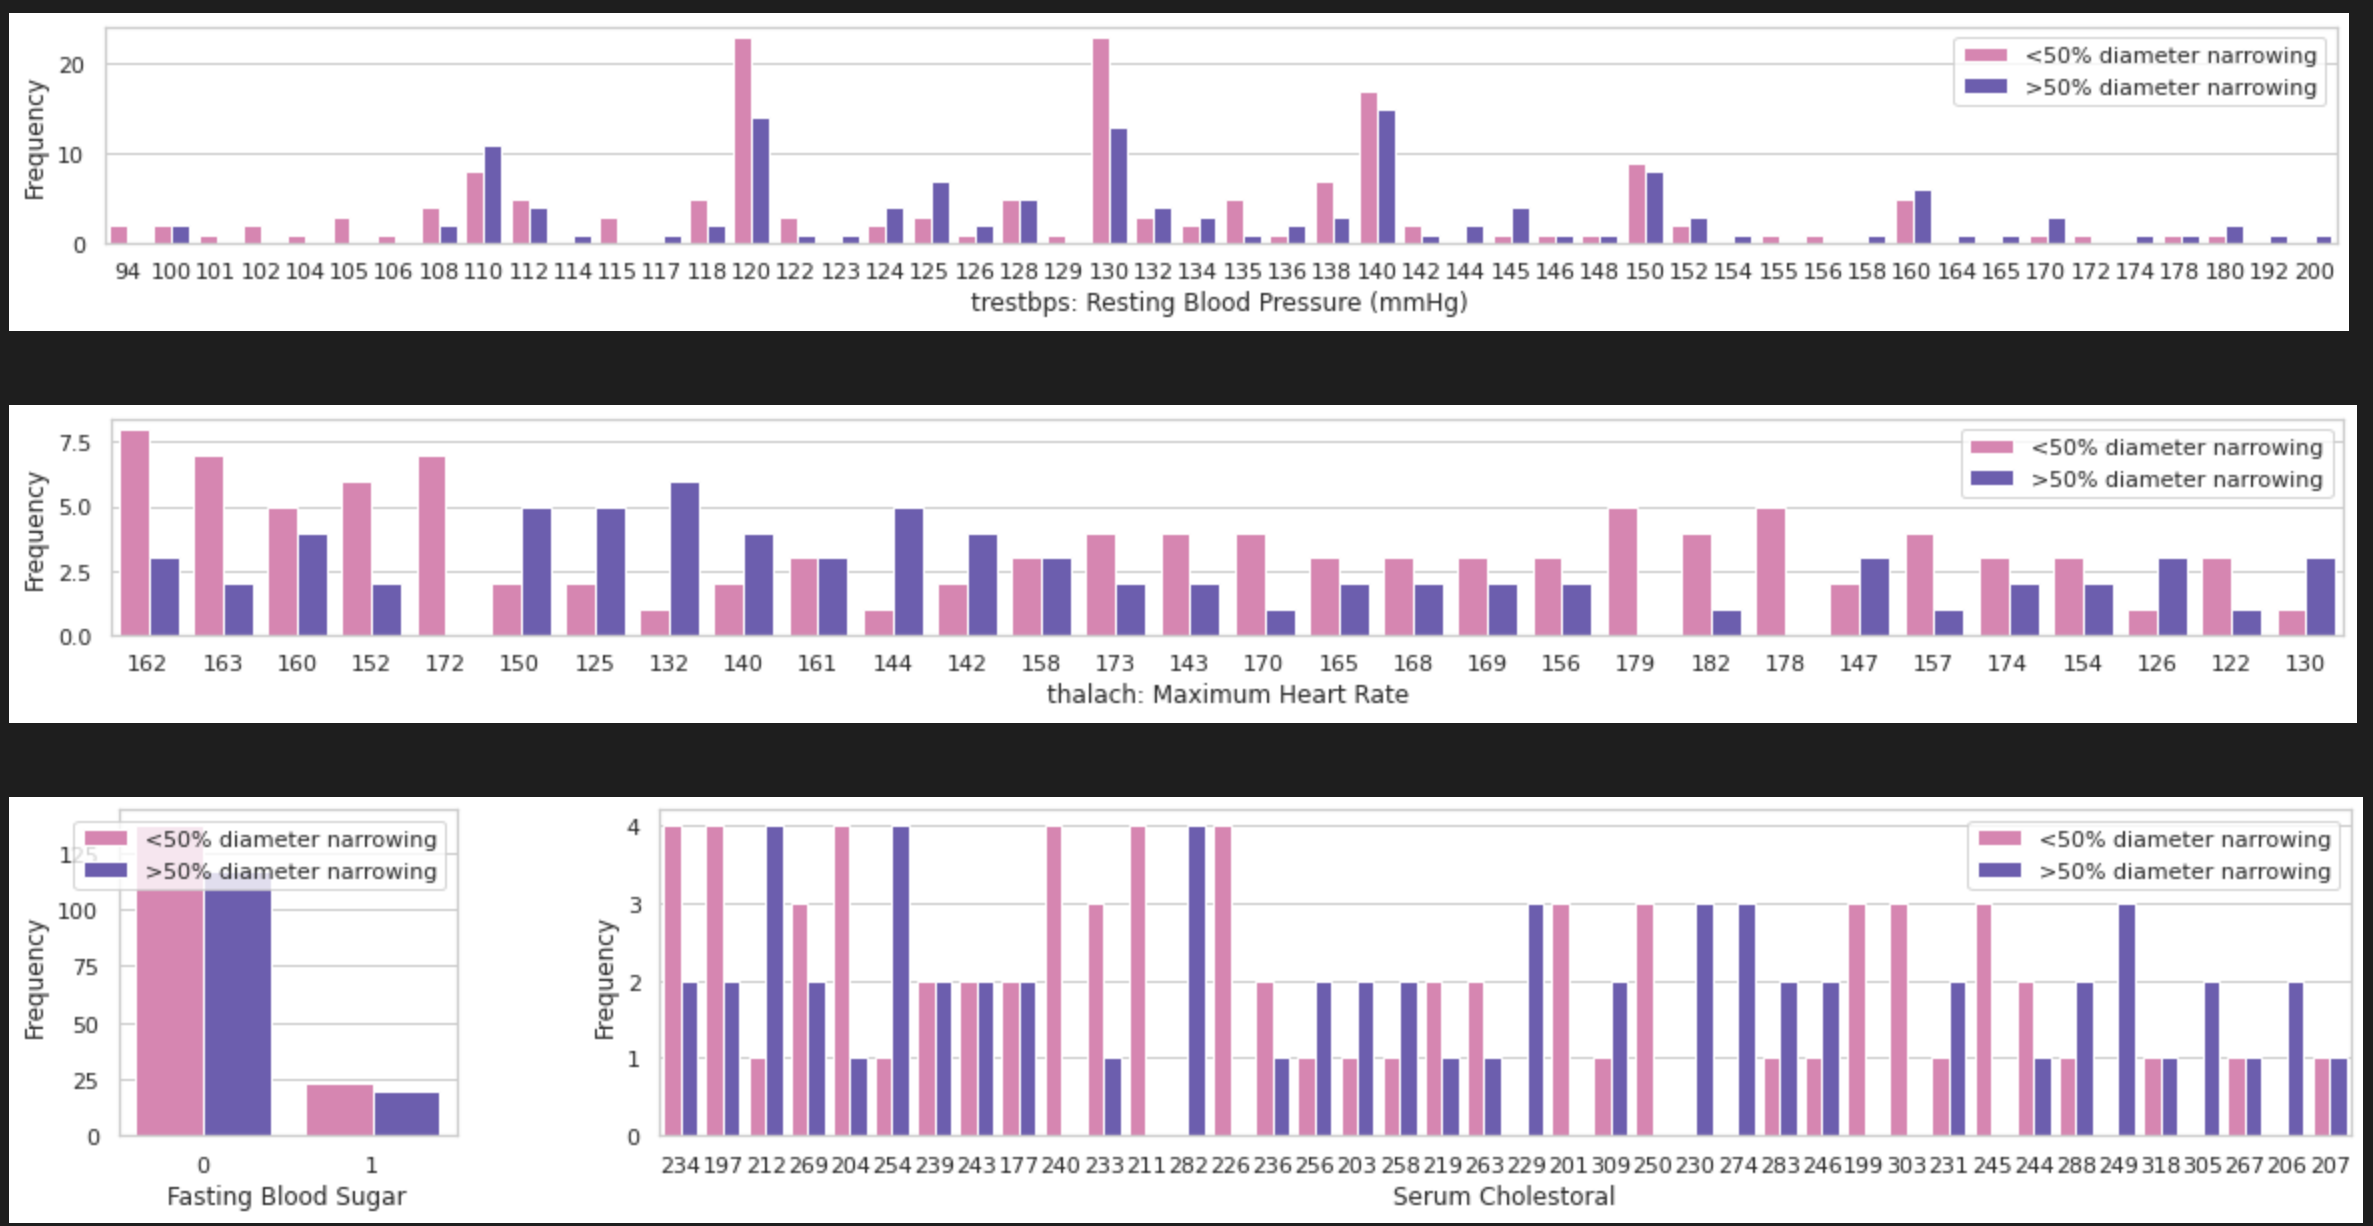 Frequency
20
10
0
<50% diameter narrowing
>50% diameter narrowing
94 100 101 102 104 105 106 108 110 112 114 115 117 118 120 122 123 124 125 126 128 129 130 132 134 135 136 138 140 142 144 145 146 148 150 152 154 155 156 158 160 164 165 170 172 174 178 180 192 200
trestbps: Resting Blood Pressure (mmHg)
Frequency
7.5
5.0
2.5
0.0
<50% diameter narrowing
>50% diameter narrowing
162 163 160 152 172 150 125 132 140 161 144 142 158 173 143 170 165 168 169 156 179 182 178 147 157 174 154 126 122 130
thalach: Maximum Heart Rate
Frequency
125
100
75
50
25
0
<50% diameter narrowing
>50% diameter narrowing
0 1
Fasting Blood Sugar
Frequency
4
3
2
1
0
<50% diameter narrowing
>50% diameter narrowing
234 197 212 269 204 254 239 243 177 240 233 211 282 226 236 256 203 258 219 263 229 201 309 250 230 274 283 246 199 303 231 245 244 288 249 318 305 267 206 207
Serum Cholestoral